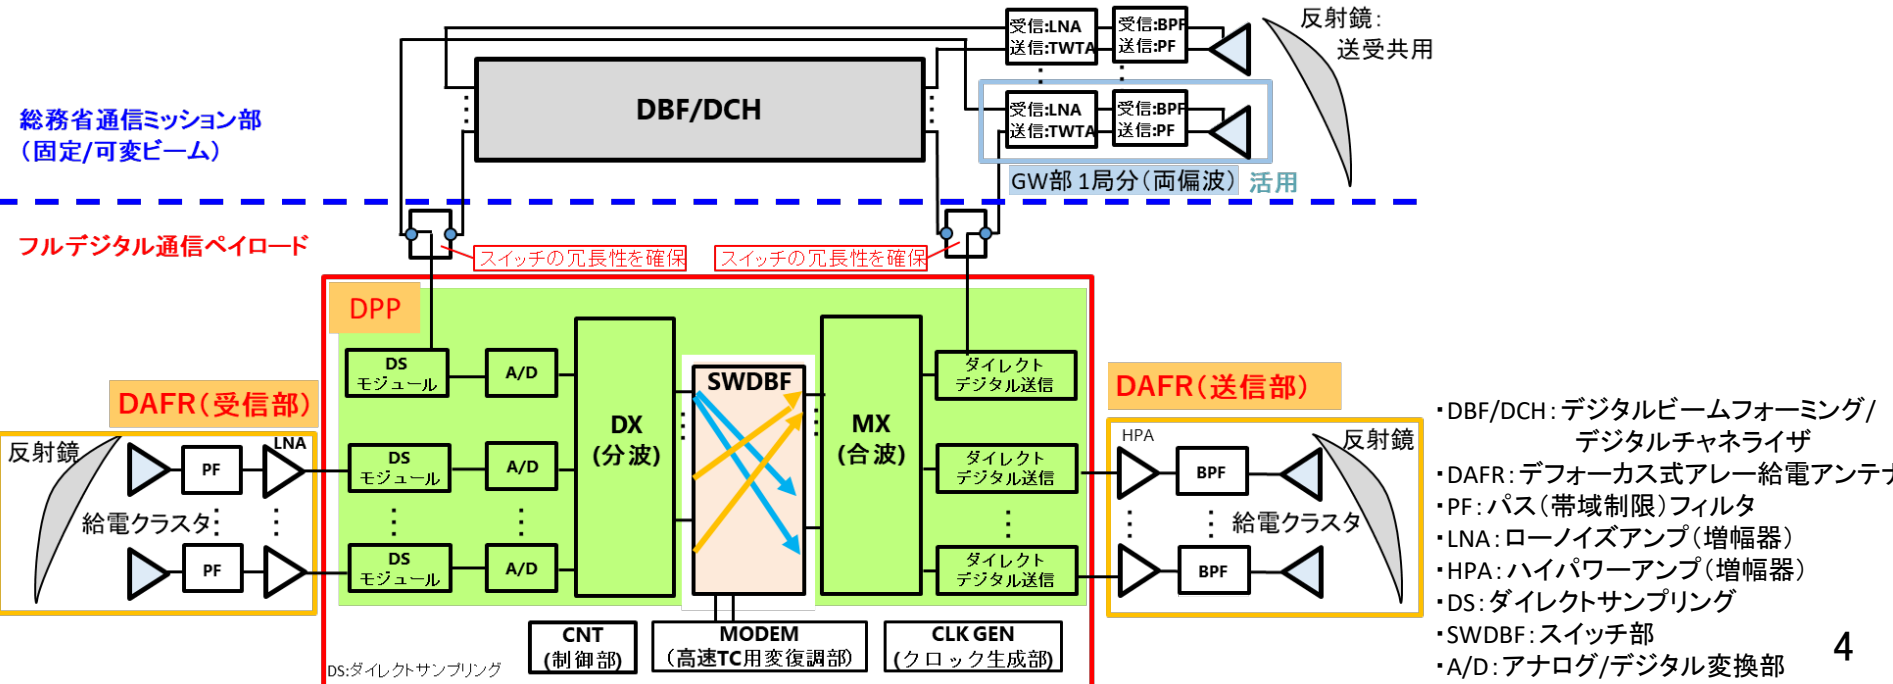 受信:LNA
送信:TWTA
受信:BPF
送信:PF
反射鏡:
送受共用
DBF/DCH
受信:LNA
送信:TWTA
受信:BPF
送信:PF
総務省通信ミッション部
(固定/可変ビーム)
GW部 1局分(両偏波) 活用
フルデジタル通信ペイロード
スイッチの冗長性を確保
スイッチの冗長性を確保
DPP
DS
モジュール
A/D
DX
(分波)
SWDBF
MX
(合波)
ダイレクト
デジタル送信
DAFR(受信部)
DAFR(送信部)
反射鏡
PF
LNA
DS
モジュール
A/D
ダイレクト
デジタル送信
HPA
BPF
反射鏡
給電クラスタ
給電クラスタ
PF
DS
モジュール
A/D
ダイレクト
デジタル送信
BPF
CNT
(制御部)
MODEM
(高速TC用変復調部)
CLK GEN
(クロック生成部)
DS:ダイレクトサンプリング
・DBF/DCH:デジタルビームフォーミング/
デジタルチャネライザ
・DAFR:デフォーカス式アレー給電アンテナ
・PF:パス(帯域制限)フィルタ
・LNA:ローノイズアンプ(増幅器)
・HPA:ハイパワーアンプ(増幅器)
・DS:ダイレクトサンプリング
・SWDBF:スイッチ部
・A/D:アナログ/デジタル変換部
4